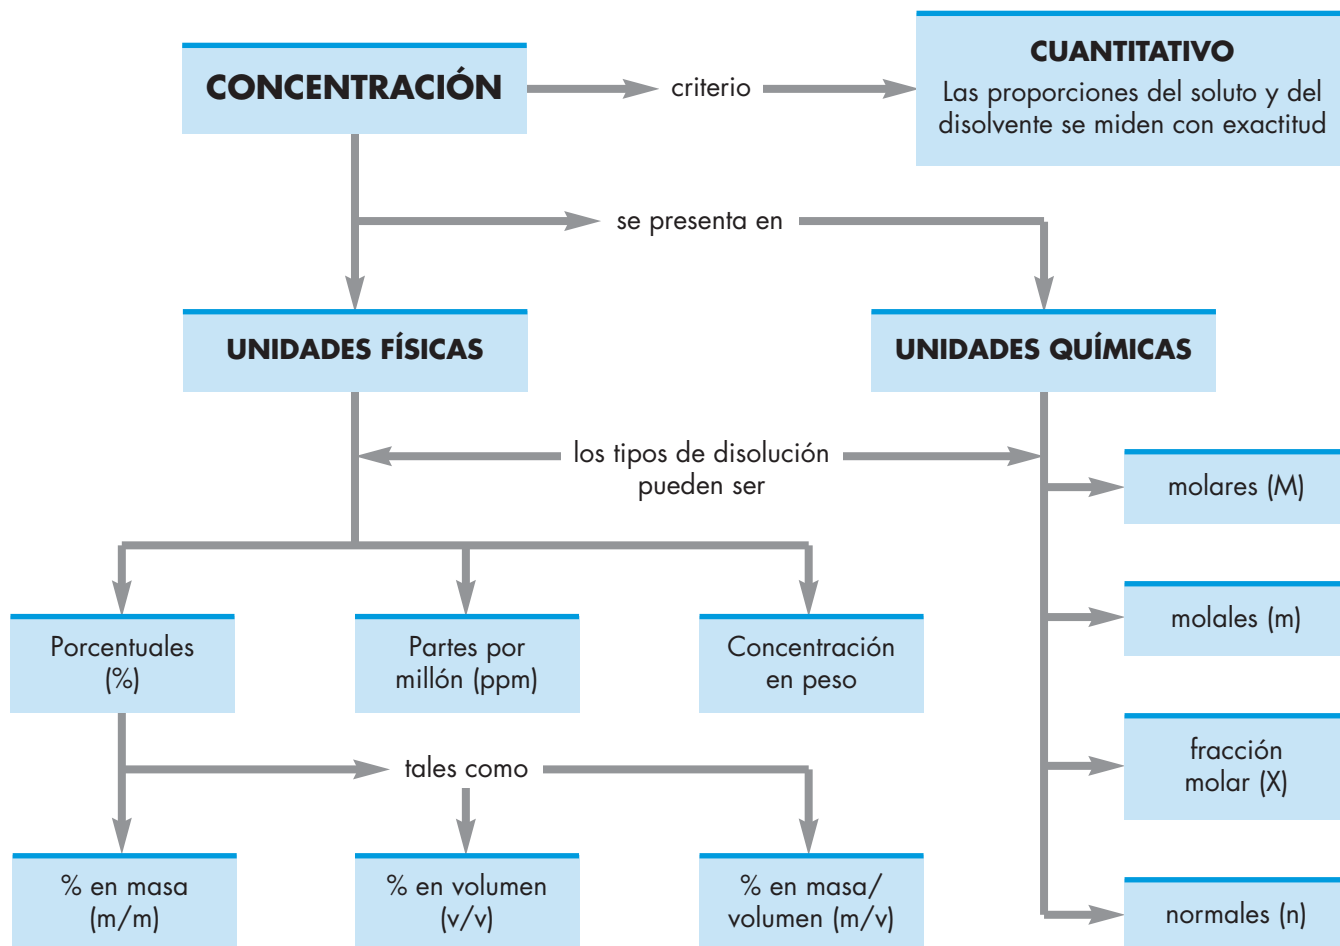 CONCENTRACIÓN
criterio
CUANTITATIVO
Las proporciones del soluto y del
disolvente se miden con exactitud
se presenta en
UNIDADES FÍSICAS
UNIDADES QUÍMICAS
los tipos de disolución
pueden ser
Porcentuales
(%)
Partes por
millón (ppm)
Concentración
en peso
tales como
% en masa
(m/m)
% en volumen
(v/v)
% en masa/
volumen (m/v)
molares (M)
molales (m)
fracción
molar (X)
normales (n)